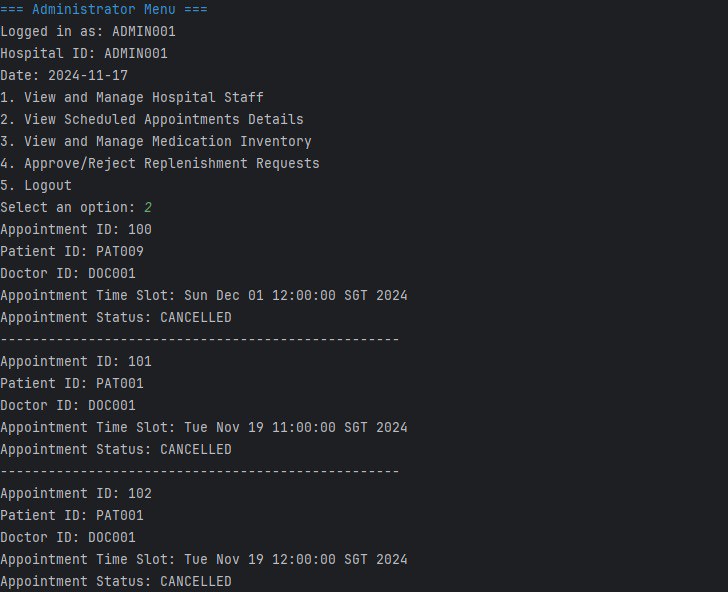 === Administrator Menu ===
Logged in as: ADMIN001
Hospital ID: ADMIN001
Date: 2024-11-17
1. View and Manage Hospital Staff
2. View Scheduled Appointments Details
3. View and Manage Medication Inventory
4. Approve/Reject Replenishment Requests
5. Logout
Select an option: 2
Appointment ID: 100
Patient ID: PAT009
Doctor ID: DOC001
Appointment Time Slot: Sun Dec 01 12:00:00 SGT 2024
Appointment Status: CANCELLED
--------------------------------------------------
Appointment ID: 101
Patient ID: PAT001
Doctor ID: DOC001
Appointment Time Slot: Tue Nov 19 11:00:00 SGT 2024
Appointment Status: CANCELLED
--------------------------------------------------
Appointment ID: 102
Patient ID: PAT001
Doctor ID: DOC001
Appointment Time Slot: Tue Nov 19 12:00:00 SGT 2024
Appointment Status: CANCELLED